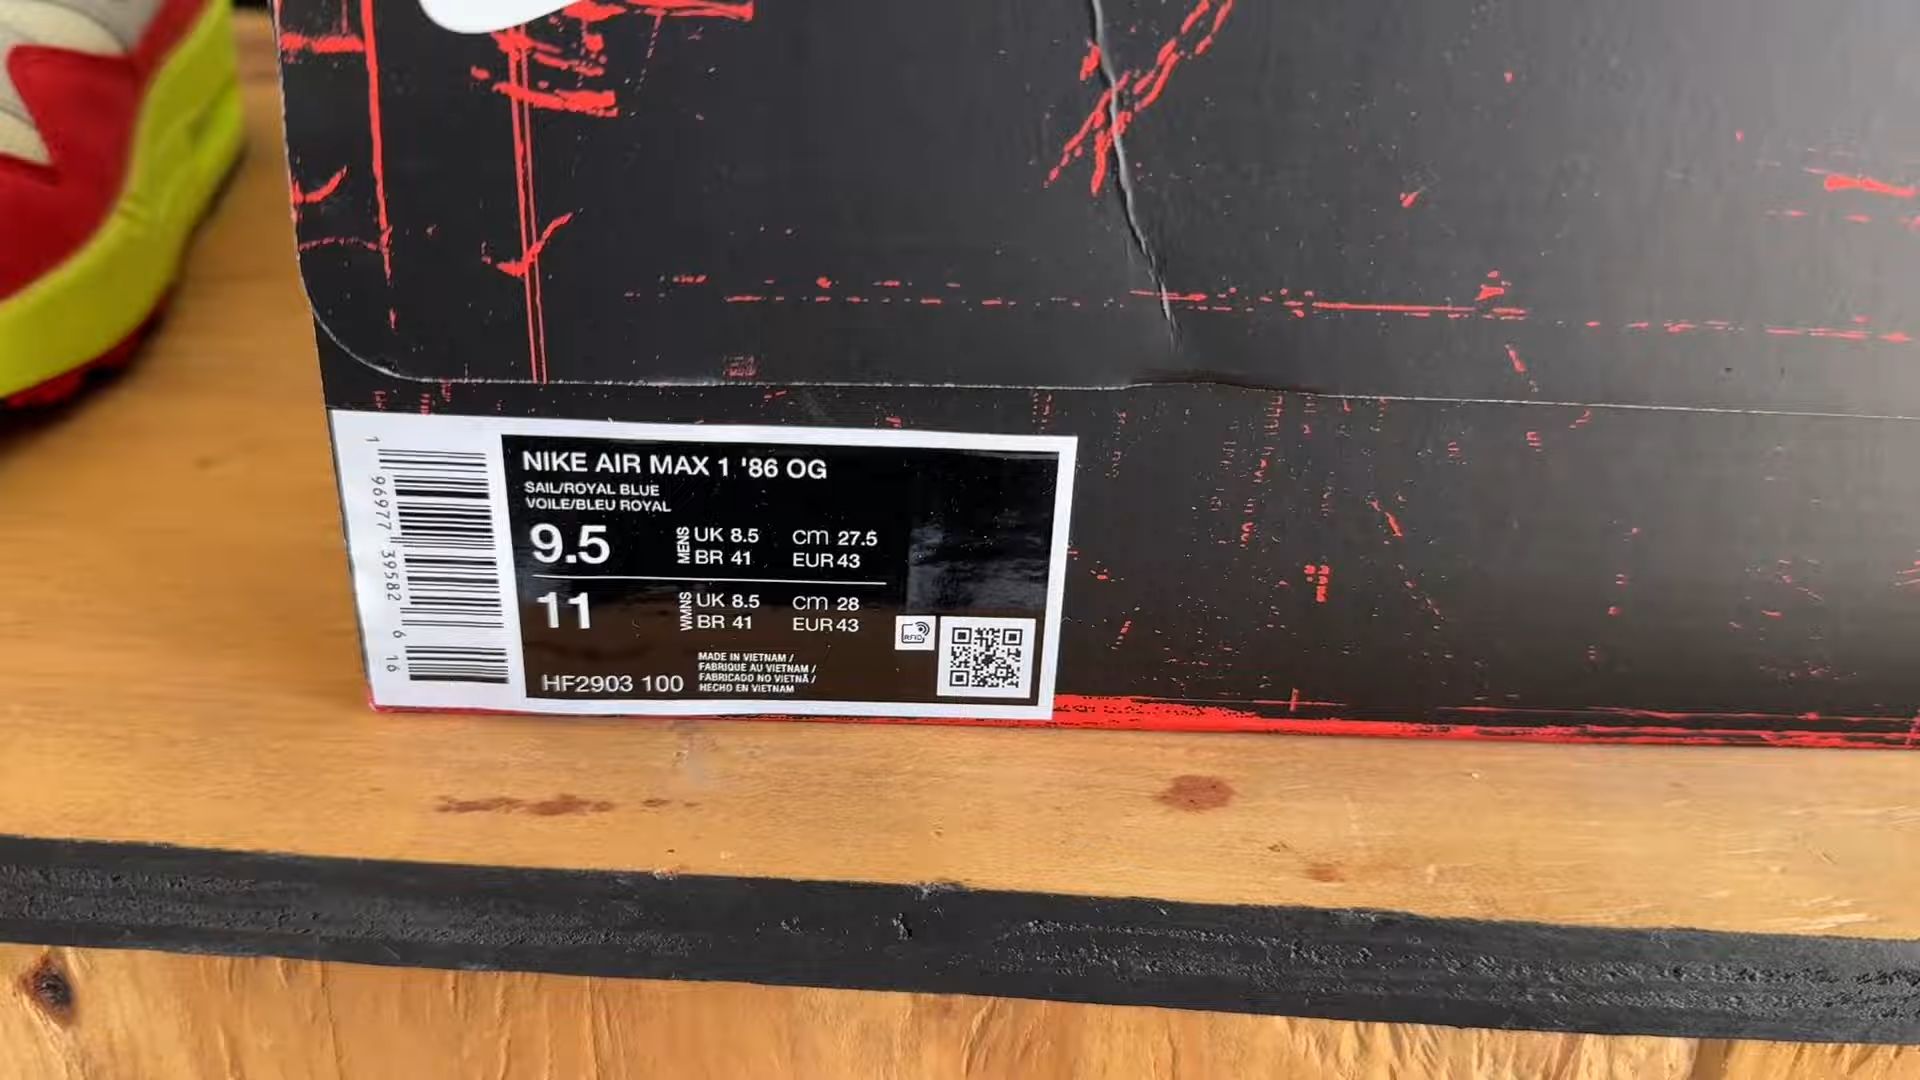 NIKE AIR MAX 1 '86 OG
SAIL/ROYAL BLUE
VOILE/BLEU ROYAL
9.5 MENS UK 8.5 cm 27.5
BR 41 EUR 43
11 WMNS UK 8.5 cm 28
BR 41 EUR 43
HF2903 100
MADE IN VIETNAM /
FABRIQUE AU VIETNAM /
FABRICADO NO VIETNÃ /
HECHO EN VIETNAM
RFID
1 96977 39582 6 16